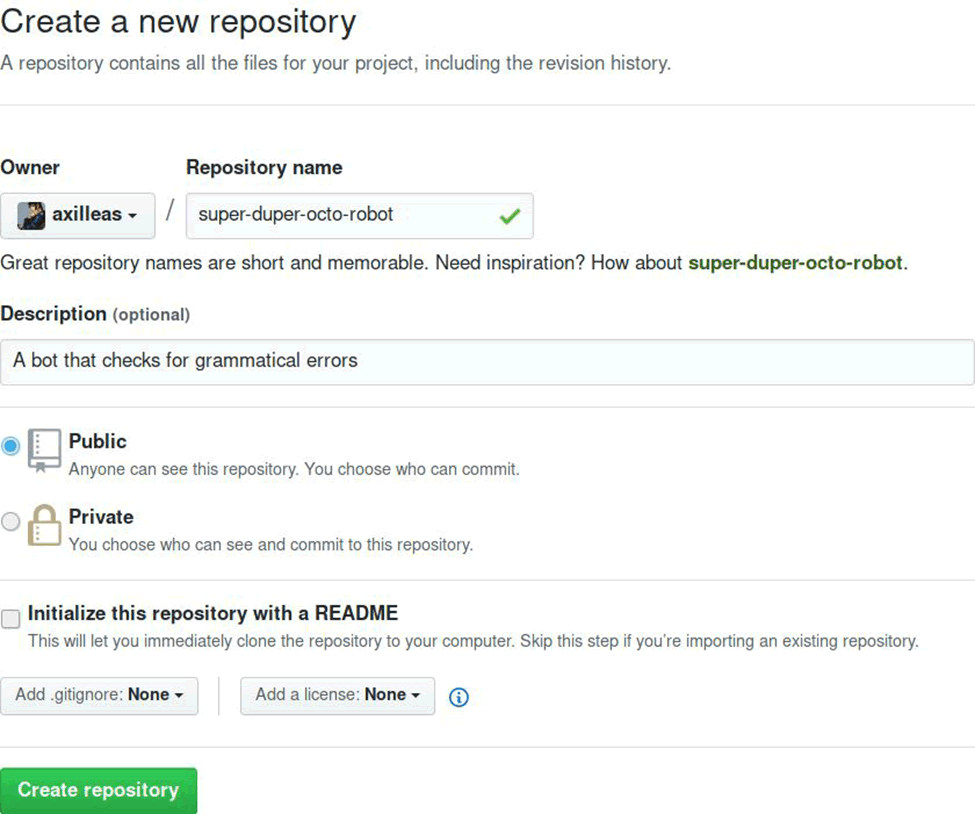 Create a new repository
A repository contains all the files for your project, including the revision history.
Owner Repository name
axilleas / super-duper-octo-robot
Great repository names are short and memorable. Need inspiration? How about super-duper-octo-robot.
Description (optional)
A bot that checks for grammatical errors
Public
Anyone can see this repository. You choose who can commit.
Private
You choose who can see and commit to this repository.
Initialize this repository with a README
This will let you immediately clone the repository to your computer. Skip this step if you’re importing an existing repository.
Add .gitignore: None Add a license: None
Create repository